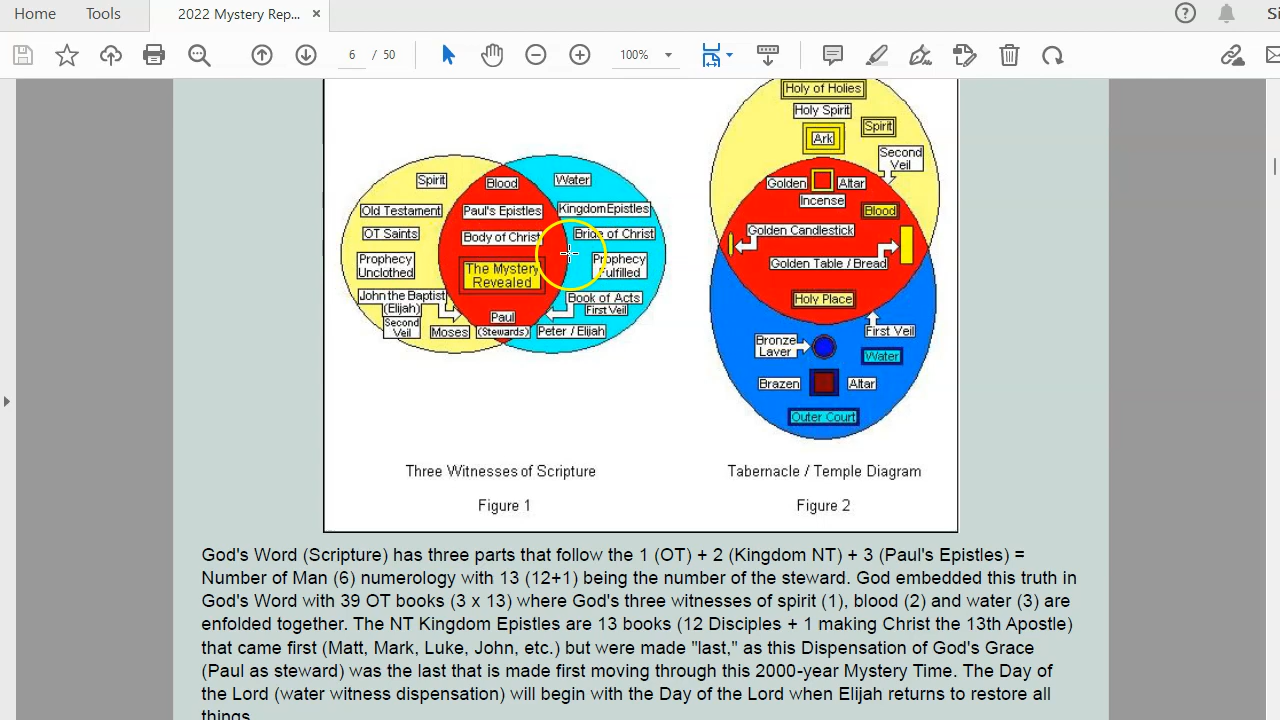 Home
Tools
2022 Mystery Rep...
×
6 / 50
100%
Spirit
Blood
Water
Old Testament
Paul's Epistles
Kingdom Epistles
OT Saints
Body of Christ
Bride of Christ
Prophecy
Unclothed
The Mystery
Revealed
Prophecy
Fulfilled
John the Baptist
(Elijah)
Book of Acts
First Veil
Second
Veil
Moses
Paul
(Stewards)
Peter / Elijah
Three Witnesses of Scripture
Figure 1
Holy of Holies
Holy Spirit
Spirit
Ark
Second
Veil
Golden
Altar
Incense
Blood
Golden Candlestick
Golden Table / Bread
Holy Place
First Veil
Bronze
Laver
Water
Brazen
Altar
Outer Court
Tabernacle / Temple Diagram
Figure 2
God's Word (Scripture) has three parts that follow the 1 (OT) + 2 (Kingdom NT) + 3 (Paul's Epistles) =
Number of Man (6) numerology with 13 (12+1) being the number of the steward. God embedded this truth in
God's Word with 39 OT books (3 x 13) where God's three witnesses of spirit (1), blood (2) and water (3) are
enfolded together. The NT Kingdom Epistles are 13 books (12 Disciples + 1 making Christ the 13th Apostle)
that came first (Matt, Mark, Luke, John, etc.) but were made "last," as this Dispensation of God's Grace
(Paul as steward) was the last that is made first moving through this 2000-year Mystery Time. The Day of
the Lord (water witness dispensation) will begin with the Day of the Lord when Elijah returns to restore all
things.